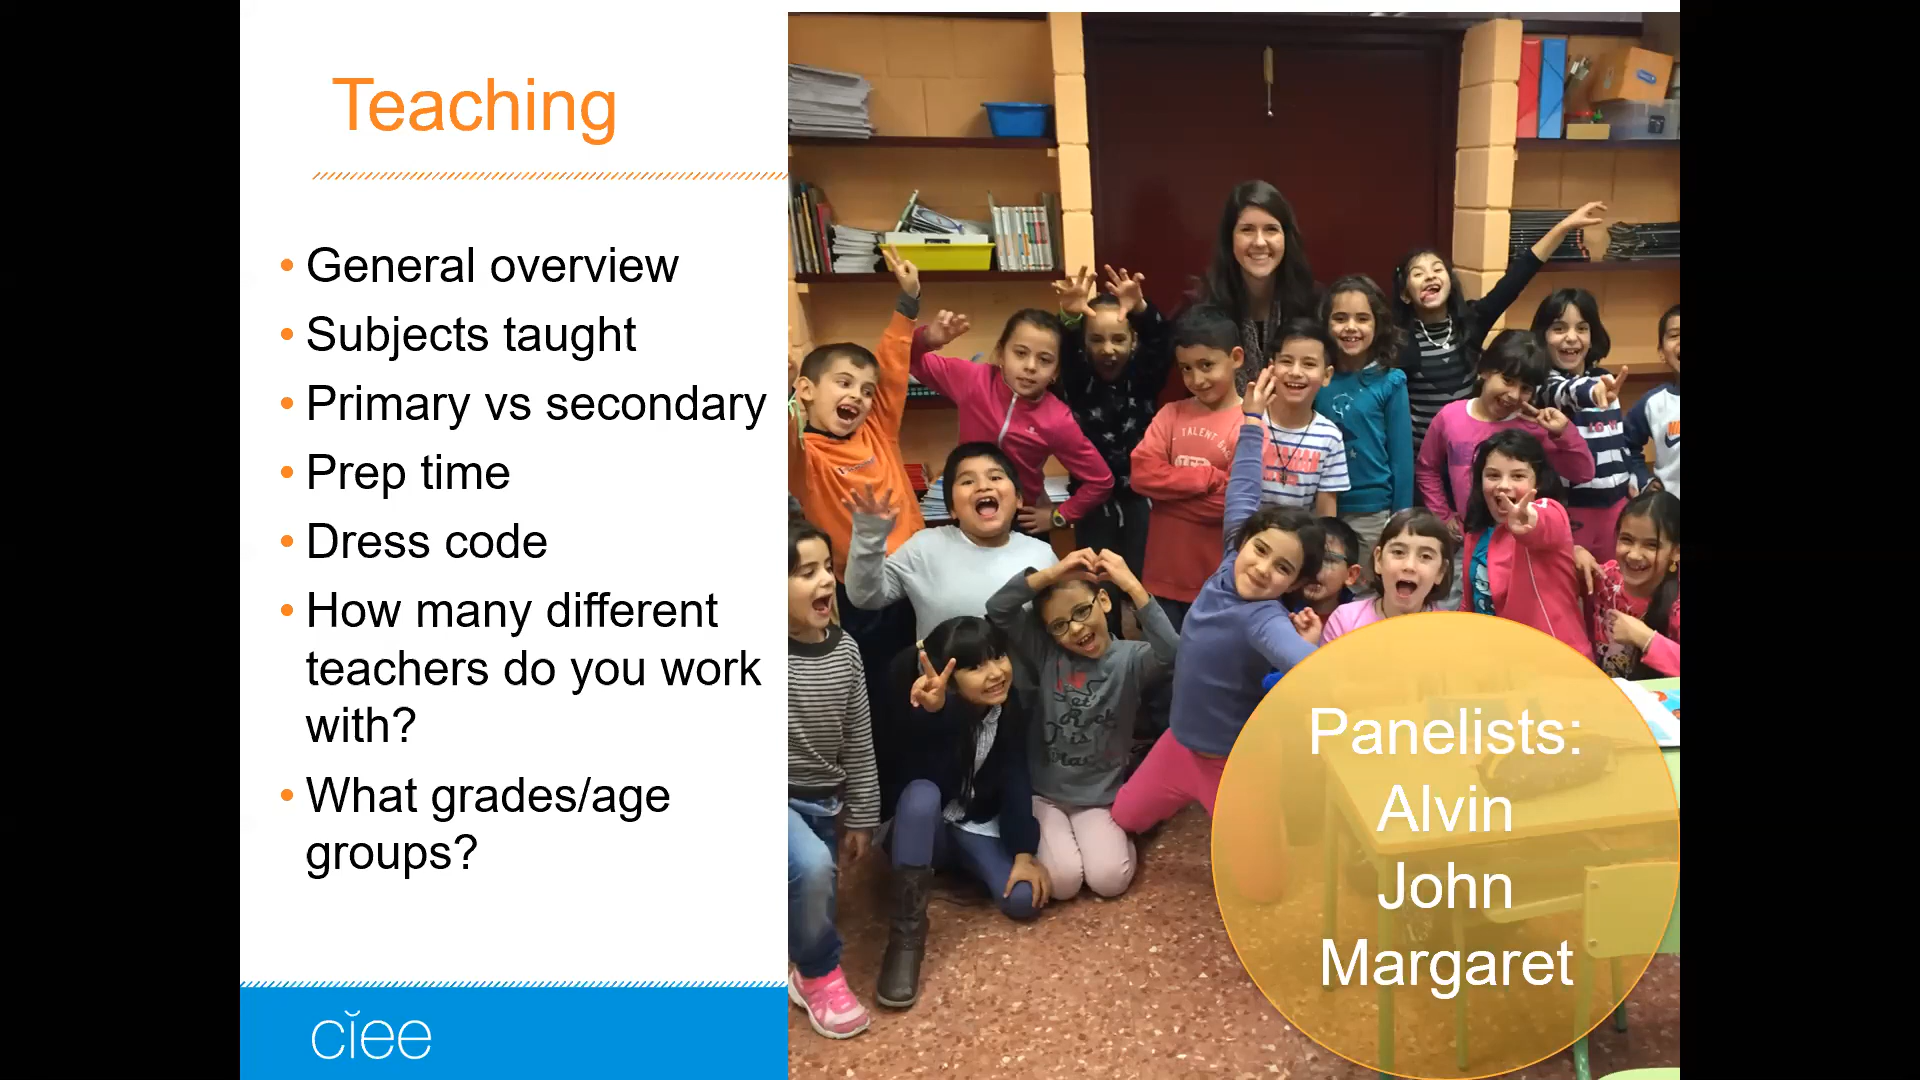 Teaching
• General overview
• Subjects taught
• Primary vs secondary
• Prep time
• Dress code
• How many different
teachers do you work
with?
• What grades/age
groups?
ciee
TALENT
Panelists:
Alvin
John
Margaret